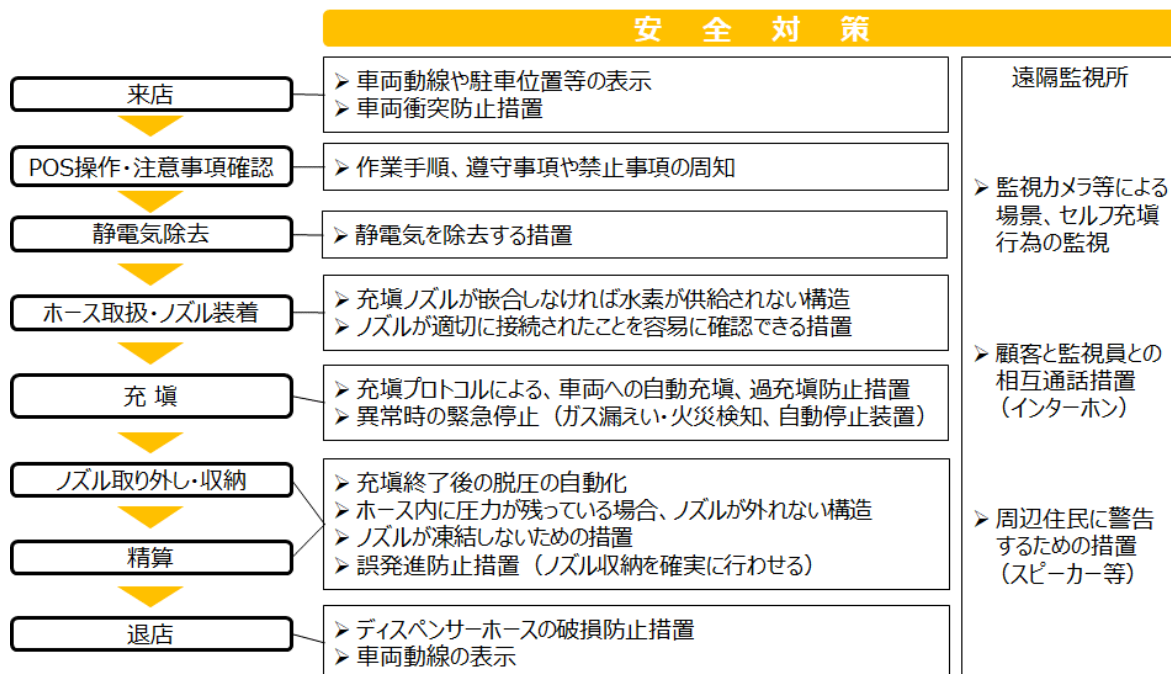 安全対策
来店
➢ 車両動線や駐車位置等の表示
➢ 車両衝突防止措置
POS操作・注意事項確認
➢ 作業手順、遵守事項や禁止事項の周知
静電気除去
➢ 静電気を除去する措置
ホース取扱・ノズル装着
➢ 充填ノズルが嵌合しなければ水素が供給されない構造
➢ ノズルが適切に接続されたことを容易に確認できる措置
充 填
➢ 充填プロトコルによる、車両への自動充填、過充填防止措置
➢ 異常時の緊急停止（ガス漏えい・火災検知、自動停止装置）
ノズル取り外し・収納
精算
➢ 充填終了後の脱圧の自動化
➢ ホース内に圧力が残っている場合、ノズルが外れない構造
➢ ノズルが凍結しないための措置
➢ 誤発進防止措置（ノズル収納を確実に行わせる）
退店
➢ ディスペンサーホースの破損防止措置
➢ 車両動線の表示
遠隔監視所
➢ 監視カメラ等による
場景、セルフ充填
行為の監視
➢ 顧客と監視員との
相互通話措置
（インターホン）
➢ 周辺住民に警告
するための措置
（スピーカー等）